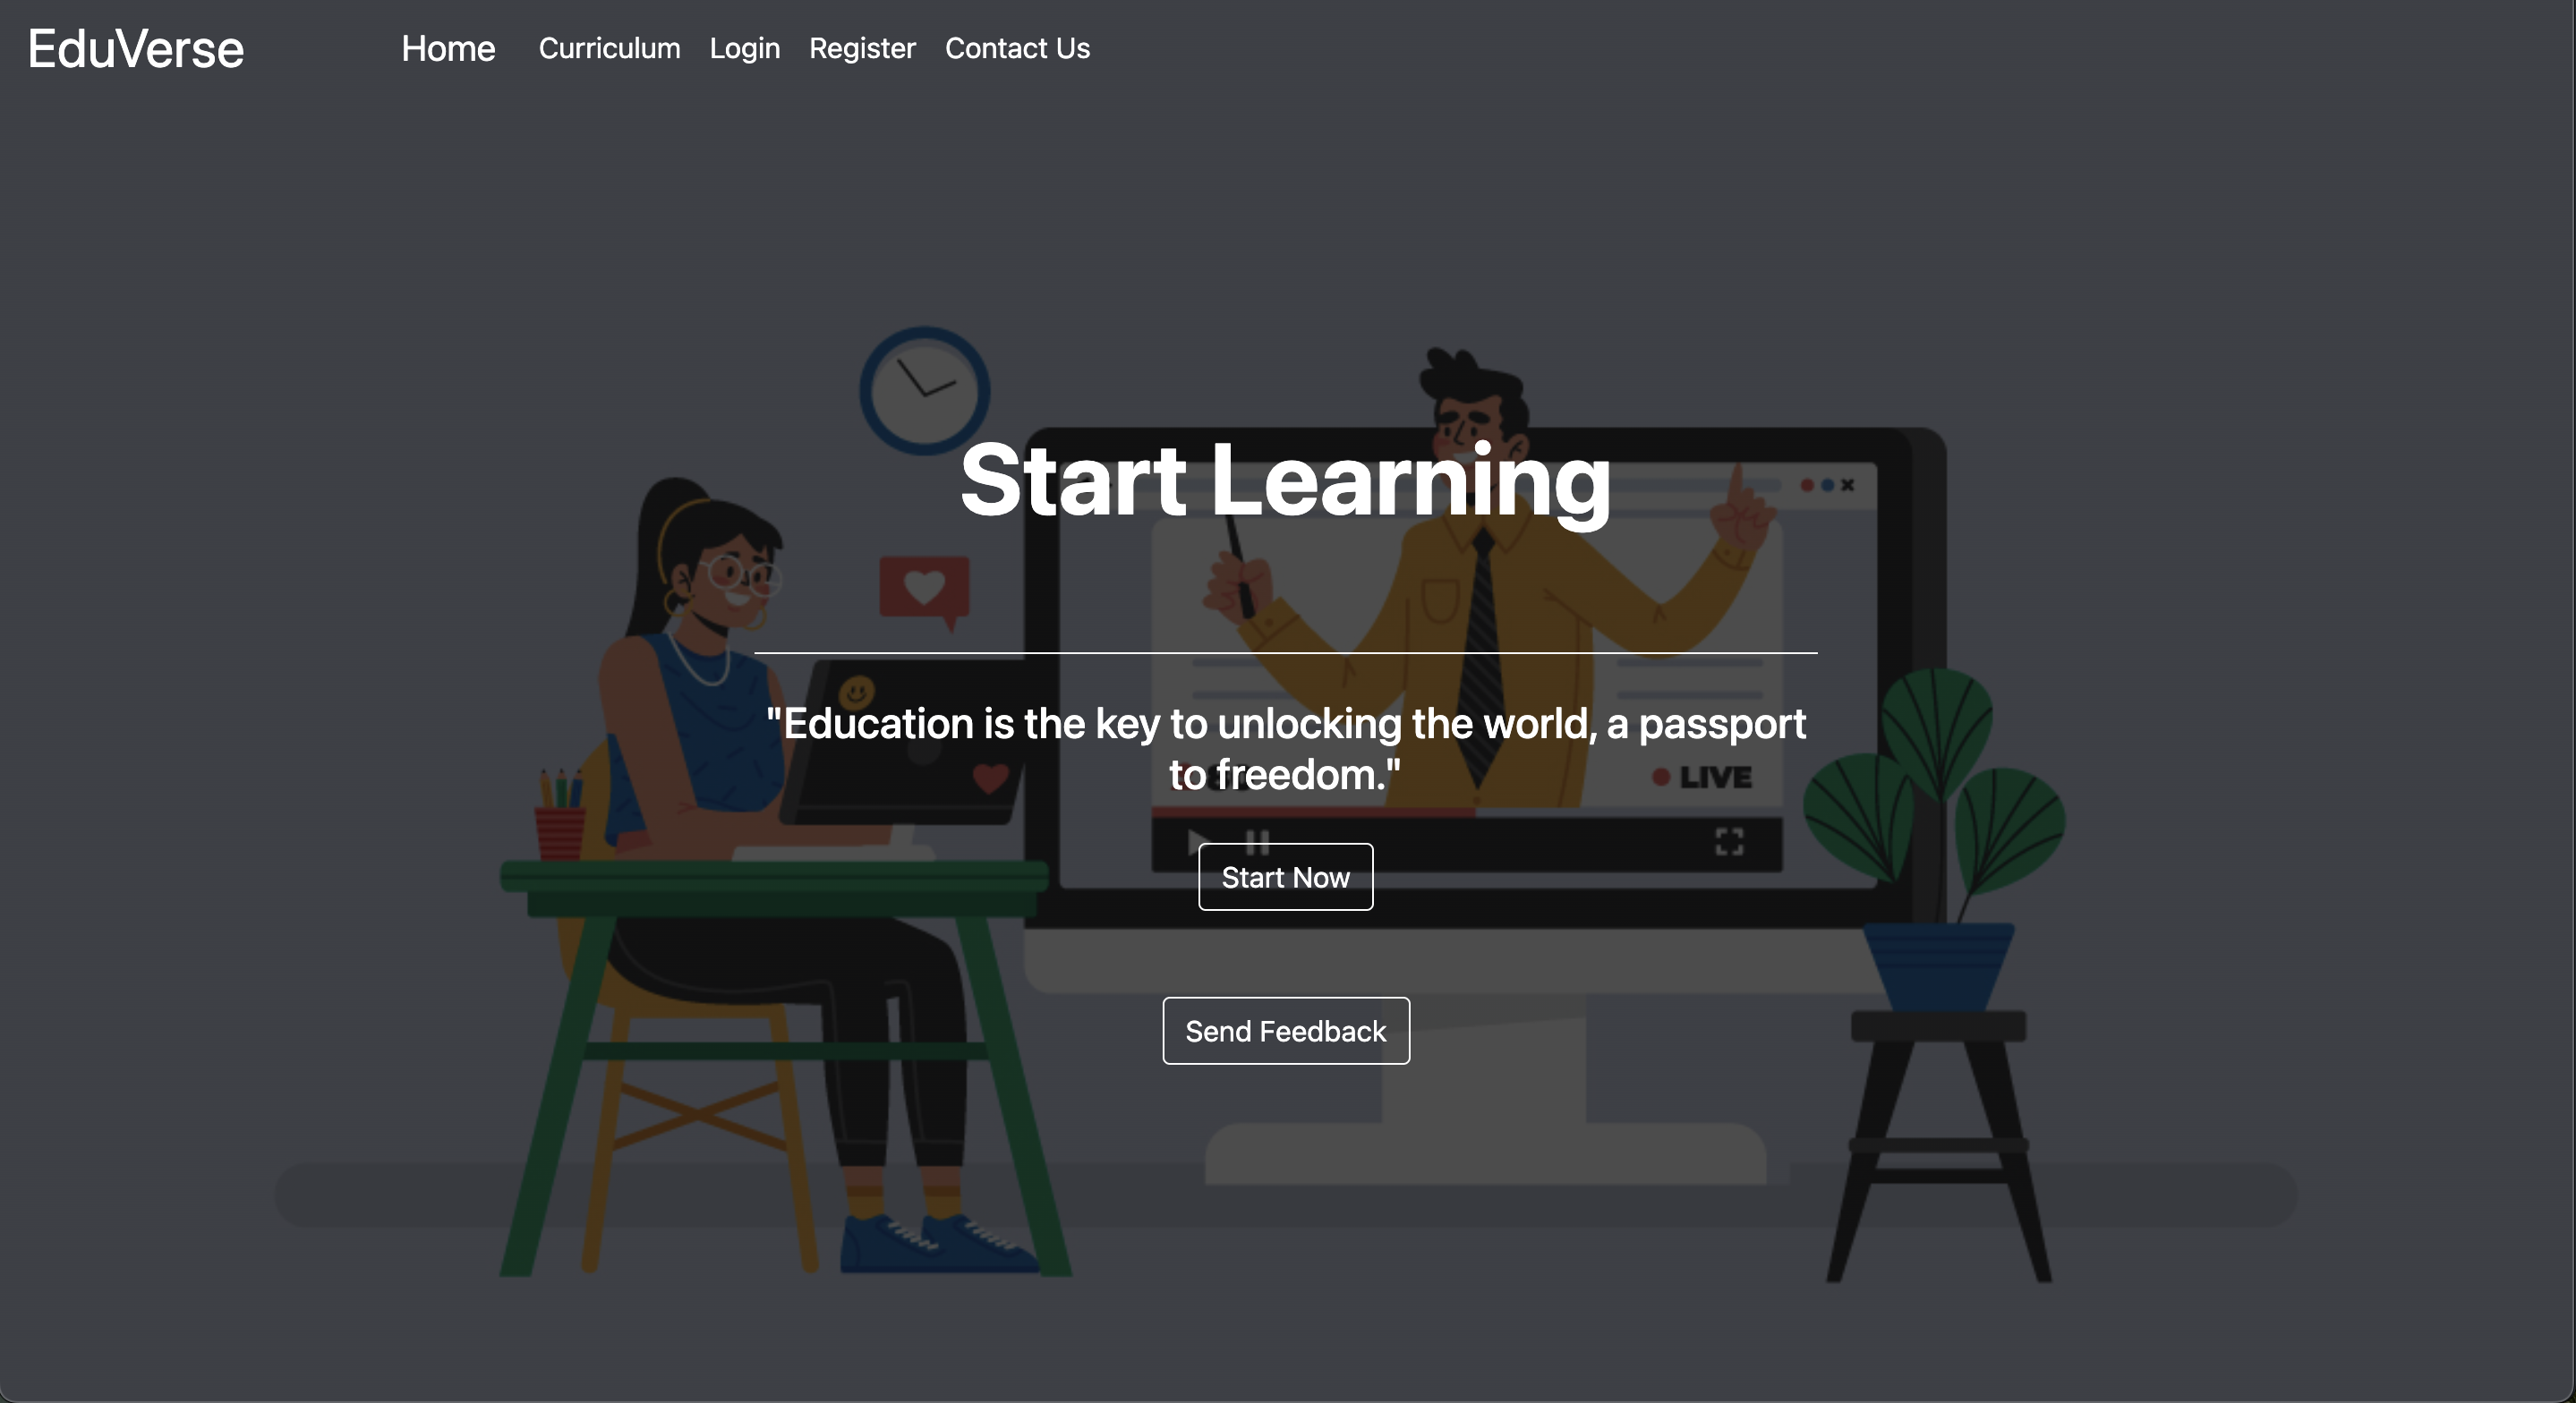 EduVerse
Home Curriculum Login Register Contact Us
Start Learning
"Education is the key to unlocking the world, a passport
to freedom."
LIVE
Start Now
Send Feedback